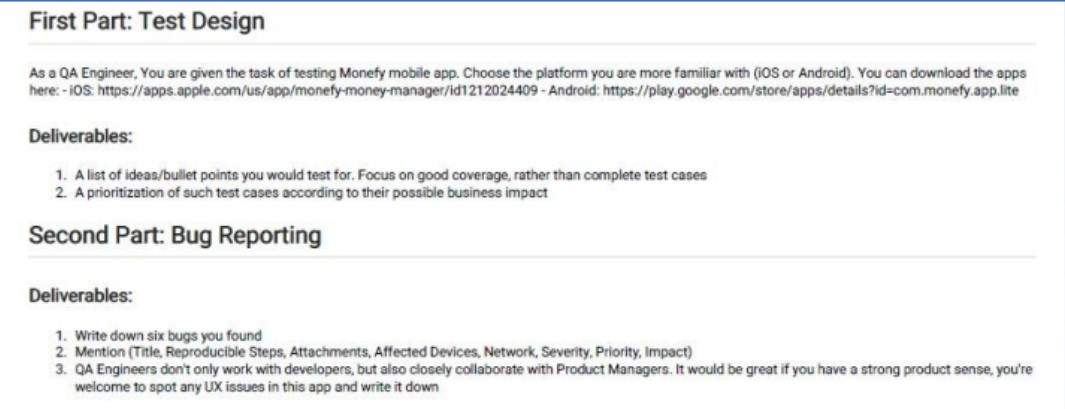 First Part: Test Design
As a QA Engineer, You are given the task of testing Monefy mobile app. Choose the platform you are more familiar with (iOS or Android). You can download the apps
here: - iOS: https://apps.apple.com/us/app/monefy-money-manager/id1212024409 - Android: https://play.google.com/store/apps/details?id=com.monefy.app.lite
Deliverables:
1. A list of ideas/bullet points you would test for. Focus on good coverage, rather than complete test cases
2. A prioritization of such test cases according to their possible business impact
Second Part: Bug Reporting
Deliverables:
1. Write down six bugs you found
2. Mention (Title, Reproducible Steps, Attachments, Affected Devices, Network, Severity, Priority, Impact)
3. QA Engineers don't only work with developers, but also closely collaborate with Product Managers. It would be great if you have a strong product sense, you're
welcome to spot any UX issues in this app and write it down